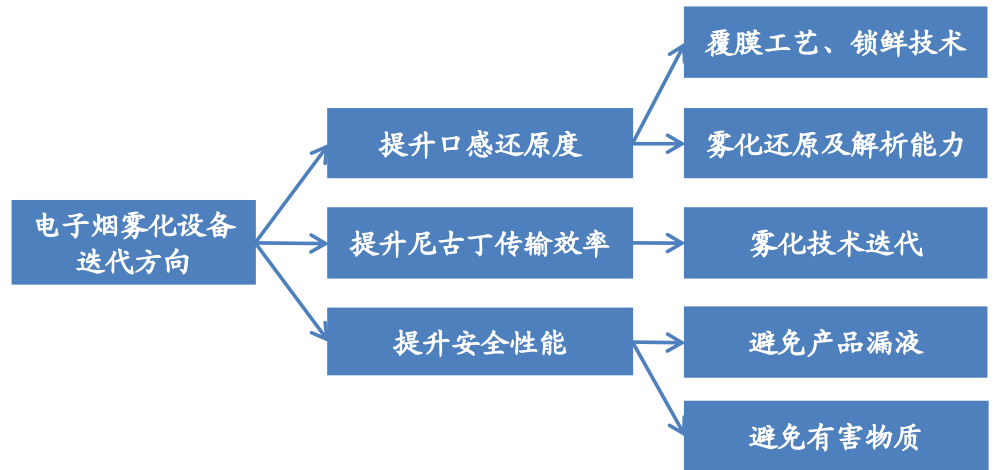 电子烟雾化设备
迭代方向
提升口感还原度
提升尼古丁传输效率
提升安全性能
覆膜工艺、锁鲜技术
雾化还原及解析能力
雾化技术迭代
避免产品漏液
避免有害物质